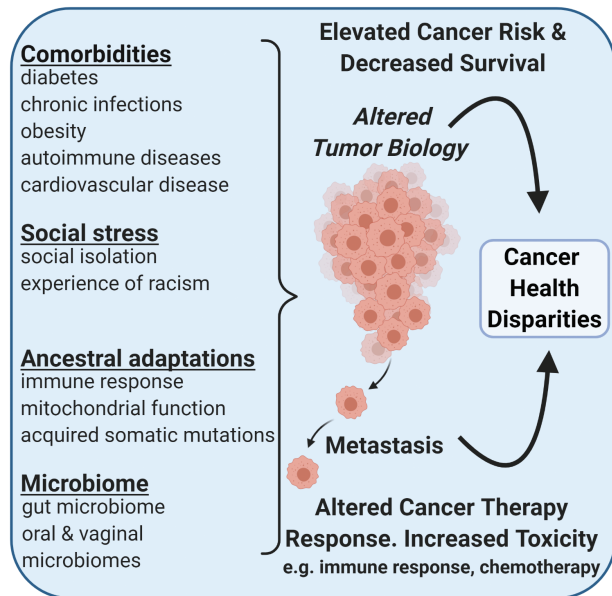 Comorbidities
diabetes
chronic infections
obesity
autoimmune diseases
cardiovascular disease
Social stress
social isolation
experience of racism
Ancestral adaptations
immune response
mitochondrial function
acquired somatic mutations
Microbiome
gut microbiome
oral & vaginal
microbiomes
Elevated Cancer Risk &
Decreased Survival
Altered
Tumor Biology
Cancer
Health
Disparities
Metastasis
Altered Cancer Therapy
Response. Increased Toxicity
e.g. immune response, chemotherapy